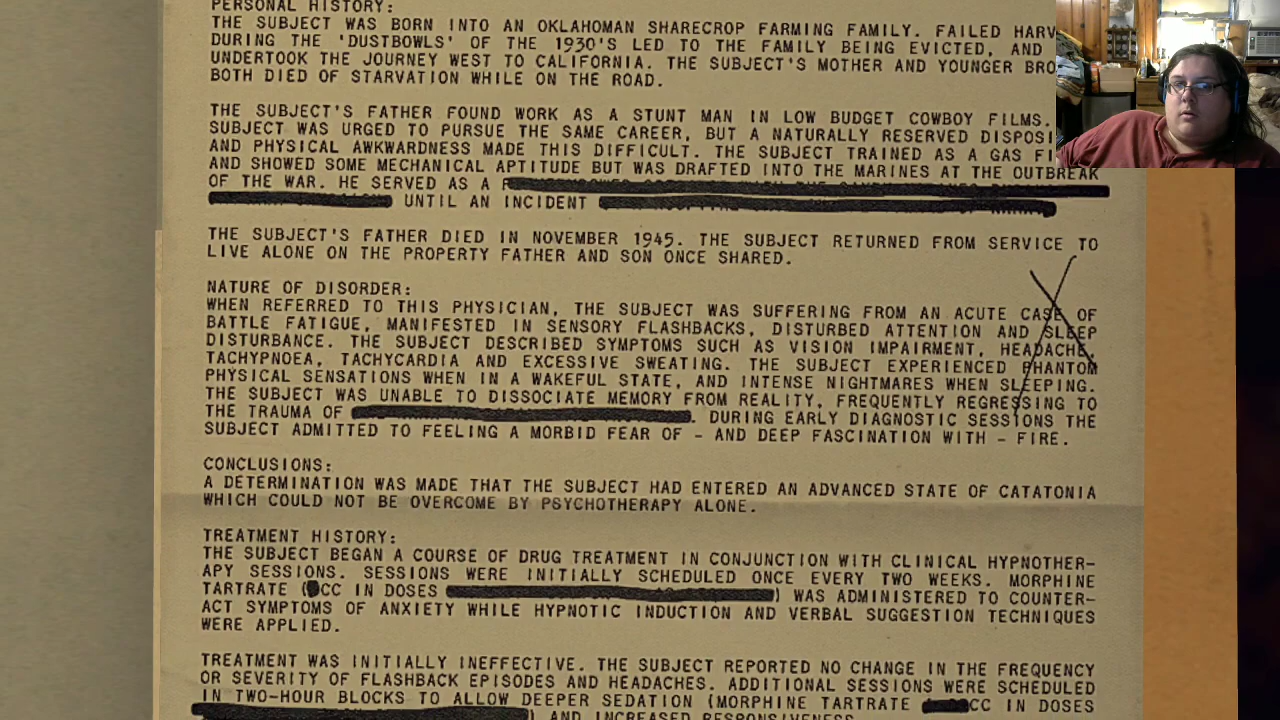 PERSONAL HISTORY:
THE SUBJECT WAS BORN INTO AN OKLAHOMAN SHARECROP FARMING FAMILY. FAILED HARV
DURING THE 'DUSTBOWLS' OF THE 1930'S LED TO THE FAMILY BEING EVICTED, AND
UNDERTOOK THE JOURNEY WEST TO CALIFORNIA. THE SUBJECT'S MOTHER AND YOUNGER BRO
BOTH DIED OF STARVATION WHILE ON THE ROAD.
THE SUBJECT'S FATHER FOUND WORK AS A STUNT MAN IN LOW BUDGET COWBOY FILMS.
SUBJECT WAS URGED TO PURSUE THE SAME CAREER, BUT A NATURALLY RESERVED DISPOSI
AND PHYSICAL AWKWARDNESS MADE THIS DIFFICULT. THE SUBJECT TRAINED AS A GAS FI
AND SHOWED SOME MECHANICAL APTITUDE BUT WAS DRAFTED INTO THE MARINES AT THE OUTBREAK
OF THE WAR. HE SERVED AS A
UNTIL AN INCIDENT
THE SUBJECT'S FATHER DIED IN NOVEMBER 1945. THE SUBJECT RETURNED FROM SERVICE TO
LIVE ALONE ON THE PROPERTY FATHER AND SON ONCE SHARED.
NATURE OF DISORDER:
WHEN REFERRED TO THIS PHYSICIAN, THE SUBJECT WAS SUFFERING FROM AN ACUTE CASE OF
BATTLE FATIGUE, MANIFESTED IN SENSORY FLASHBACKS, DISTURBED ATTENTION AND SLEEP
DISTURBANCE. THE SUBJECT DESCRIBED SYMPTOMS SUCH AS VISION IMPAIRMENT, HEADACHE,
TACHYPNOEA, TACHYCARDIA AND EXCESSIVE SWEATING. THE SUBJECT EXPERIENCED PHANTOM
PHYSICAL SENSATIONS WHEN IN A WAKEFUL STATE, AND INTENSE NIGHTMARES WHEN SLEEPING.
THE SUBJECT WAS UNABLE TO DISSOCIATE MEMORY FROM REALITY, FREQUENTLY REGRESSING TO
THE TRAUMA OF . DURING EARLY DIAGNOSTIC SESSIONS THE
SUBJECT ADMITTED TO FEELING A MORBID FEAR OF - AND DEEP FASCINATION WITH - FIRE.
CONCLUSIONS:
A DETERMINATION WAS MADE THAT THE SUBJECT HAD ENTERED AN ADVANCED STATE OF CATATONIA
WHICH COULD NOT BE OVERCOME BY PSYCHOTHERAPY ALONE.
TREATMENT HISTORY:
THE SUBJECT BEGAN A COURSE OF DRUG TREATMENT IN CONJUNCTION WITH CLINICAL HYPNOTHER-
APY SESSIONS. SESSIONS WERE INITIALLY SCHEDULED ONCE EVERY TWO WEEKS. MORPHINE
TARTRATE ( CC IN DOSES ) WAS ADMINISTERED TO COUNTER-
ACT SYMPTOMS OF ANXIETY WHILE HYPNOTIC INDUCTION AND VERBAL SUGGESTION TECHNIQUES
WERE APPLIED.
TREATMENT WAS INITIALLY INEFFECTIVE. THE SUBJECT REPORTED NO CHANGE IN THE FREQUENCY
OR SEVERITY OF FLASHBACK EPISODES AND HEADACHES. ADDITIONAL SESSIONS WERE SCHEDULED
IN TWO-HOUR BLOCKS TO ALLOW DEEPER SEDATION (MORPHINE TARTRATE CC IN DOSES
) AND INCREASED RESPONSIVENESS